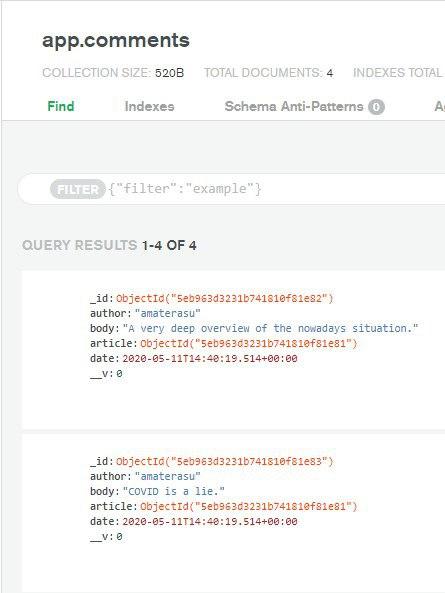 app.comments
COLLECTION SIZE: 520B TOTAL DOCUMENTS: 4 INDEXES TOTAL
Find Indexes Schema Anti-Patterns 0 A
FILTER {"filter":"example"}
QUERY RESULTS 1-4 OF 4
_id: ObjectId("5eb963d3231b741810f81e82")
author: "amaterasu"
body: "A very deep overview of the nowadays situation."
article: ObjectId("5eb963d3231b741810f81e81")
date: 2020-05-11T14:40:19.514+00:00
__v: 0
_id: ObjectId("5eb963d3231b741810f81e83")
author: "amaterasu"
body: "COVID is a lie."
article: ObjectId("5eb963d3231b741810f81e81")
date: 2020-05-11T14:40:19.514+00:00
__v: 0